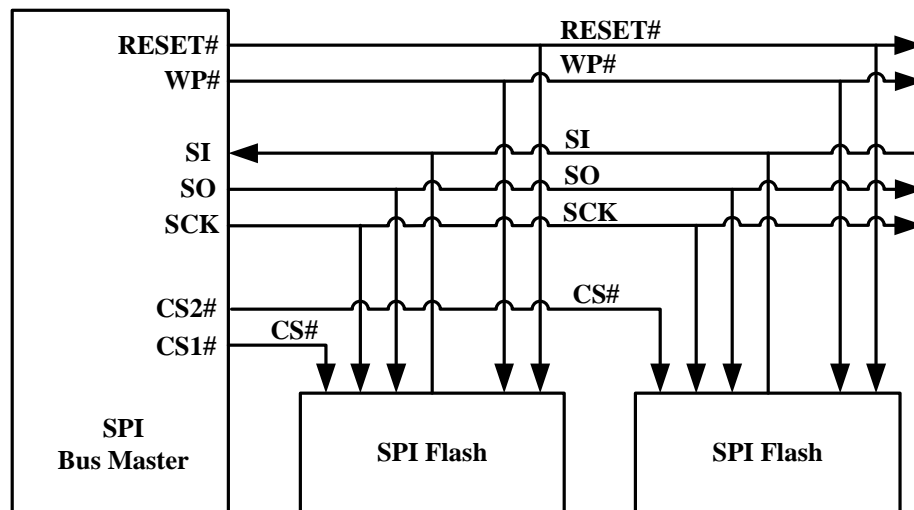 RESET#
RESET#
WP#
WP#
SI
SI
SO
SO
SCK
SCK
CS2#
CS#
CS1#
CS#
SPI
Bus Master
SPI Flash
SPI Flash